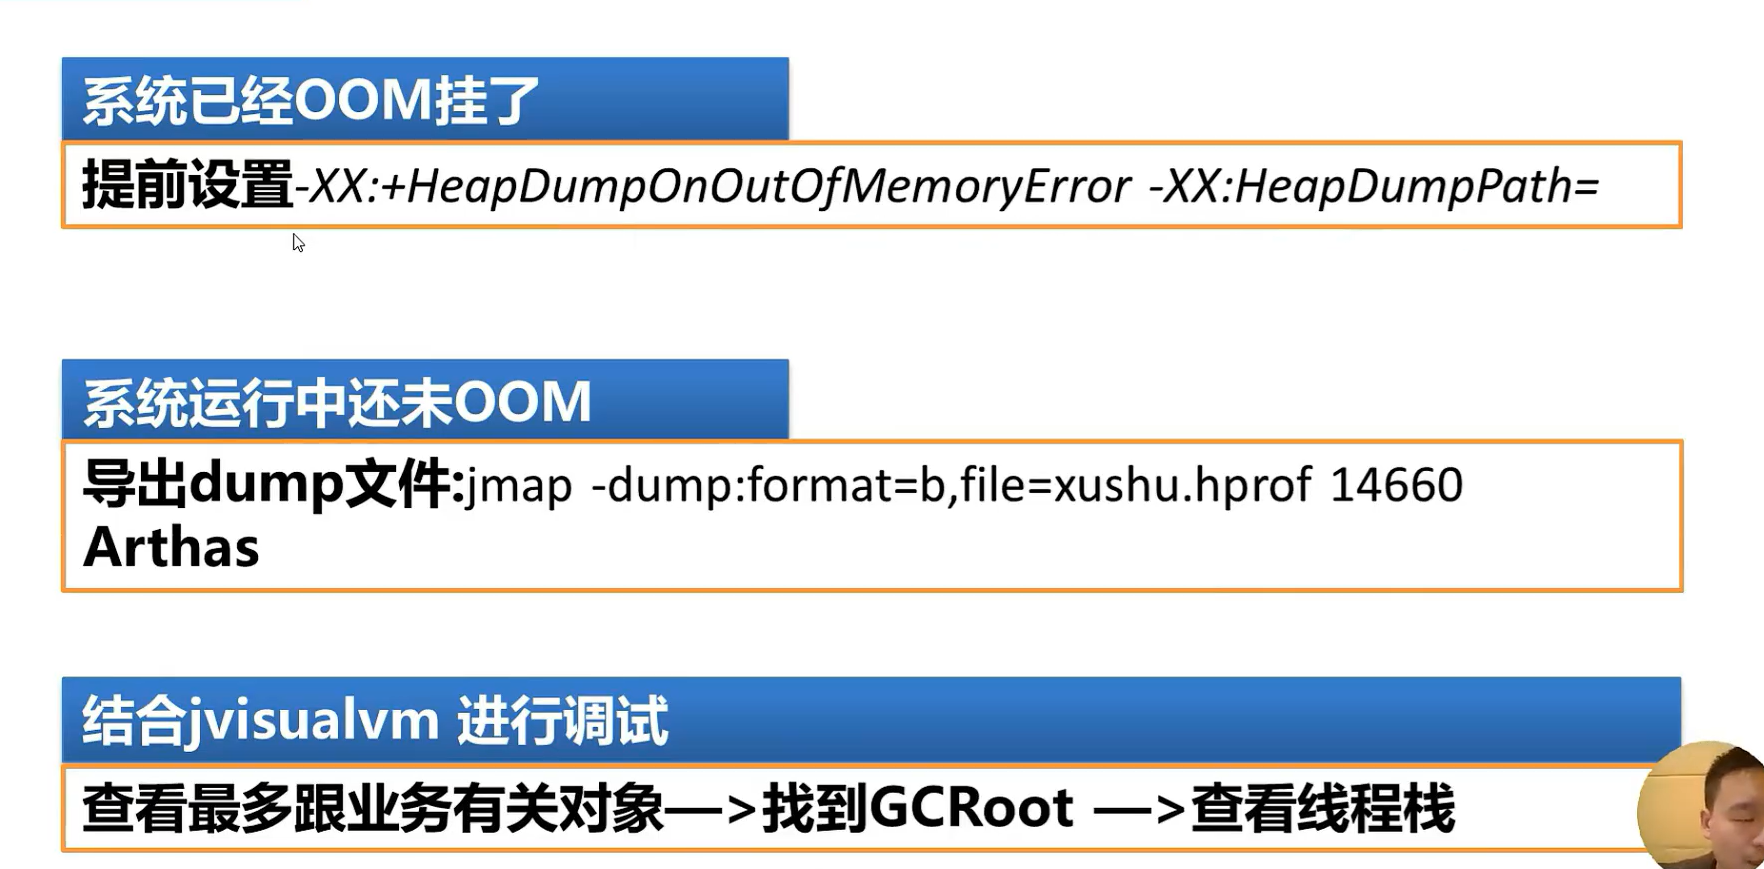 系统已经OOM挂了
提前设置-XX:+HeapDumpOnOutOfMemoryError -XX:HeapDumpPath=
系统运行中还未OOM
导出dump文件:jmap -dump:format=b,file=xushu.hprof 14660
Arthas
结合jvisualvm 进行调试
查看最多跟业务有关对象—>找到GCRoot —>查看线程栈